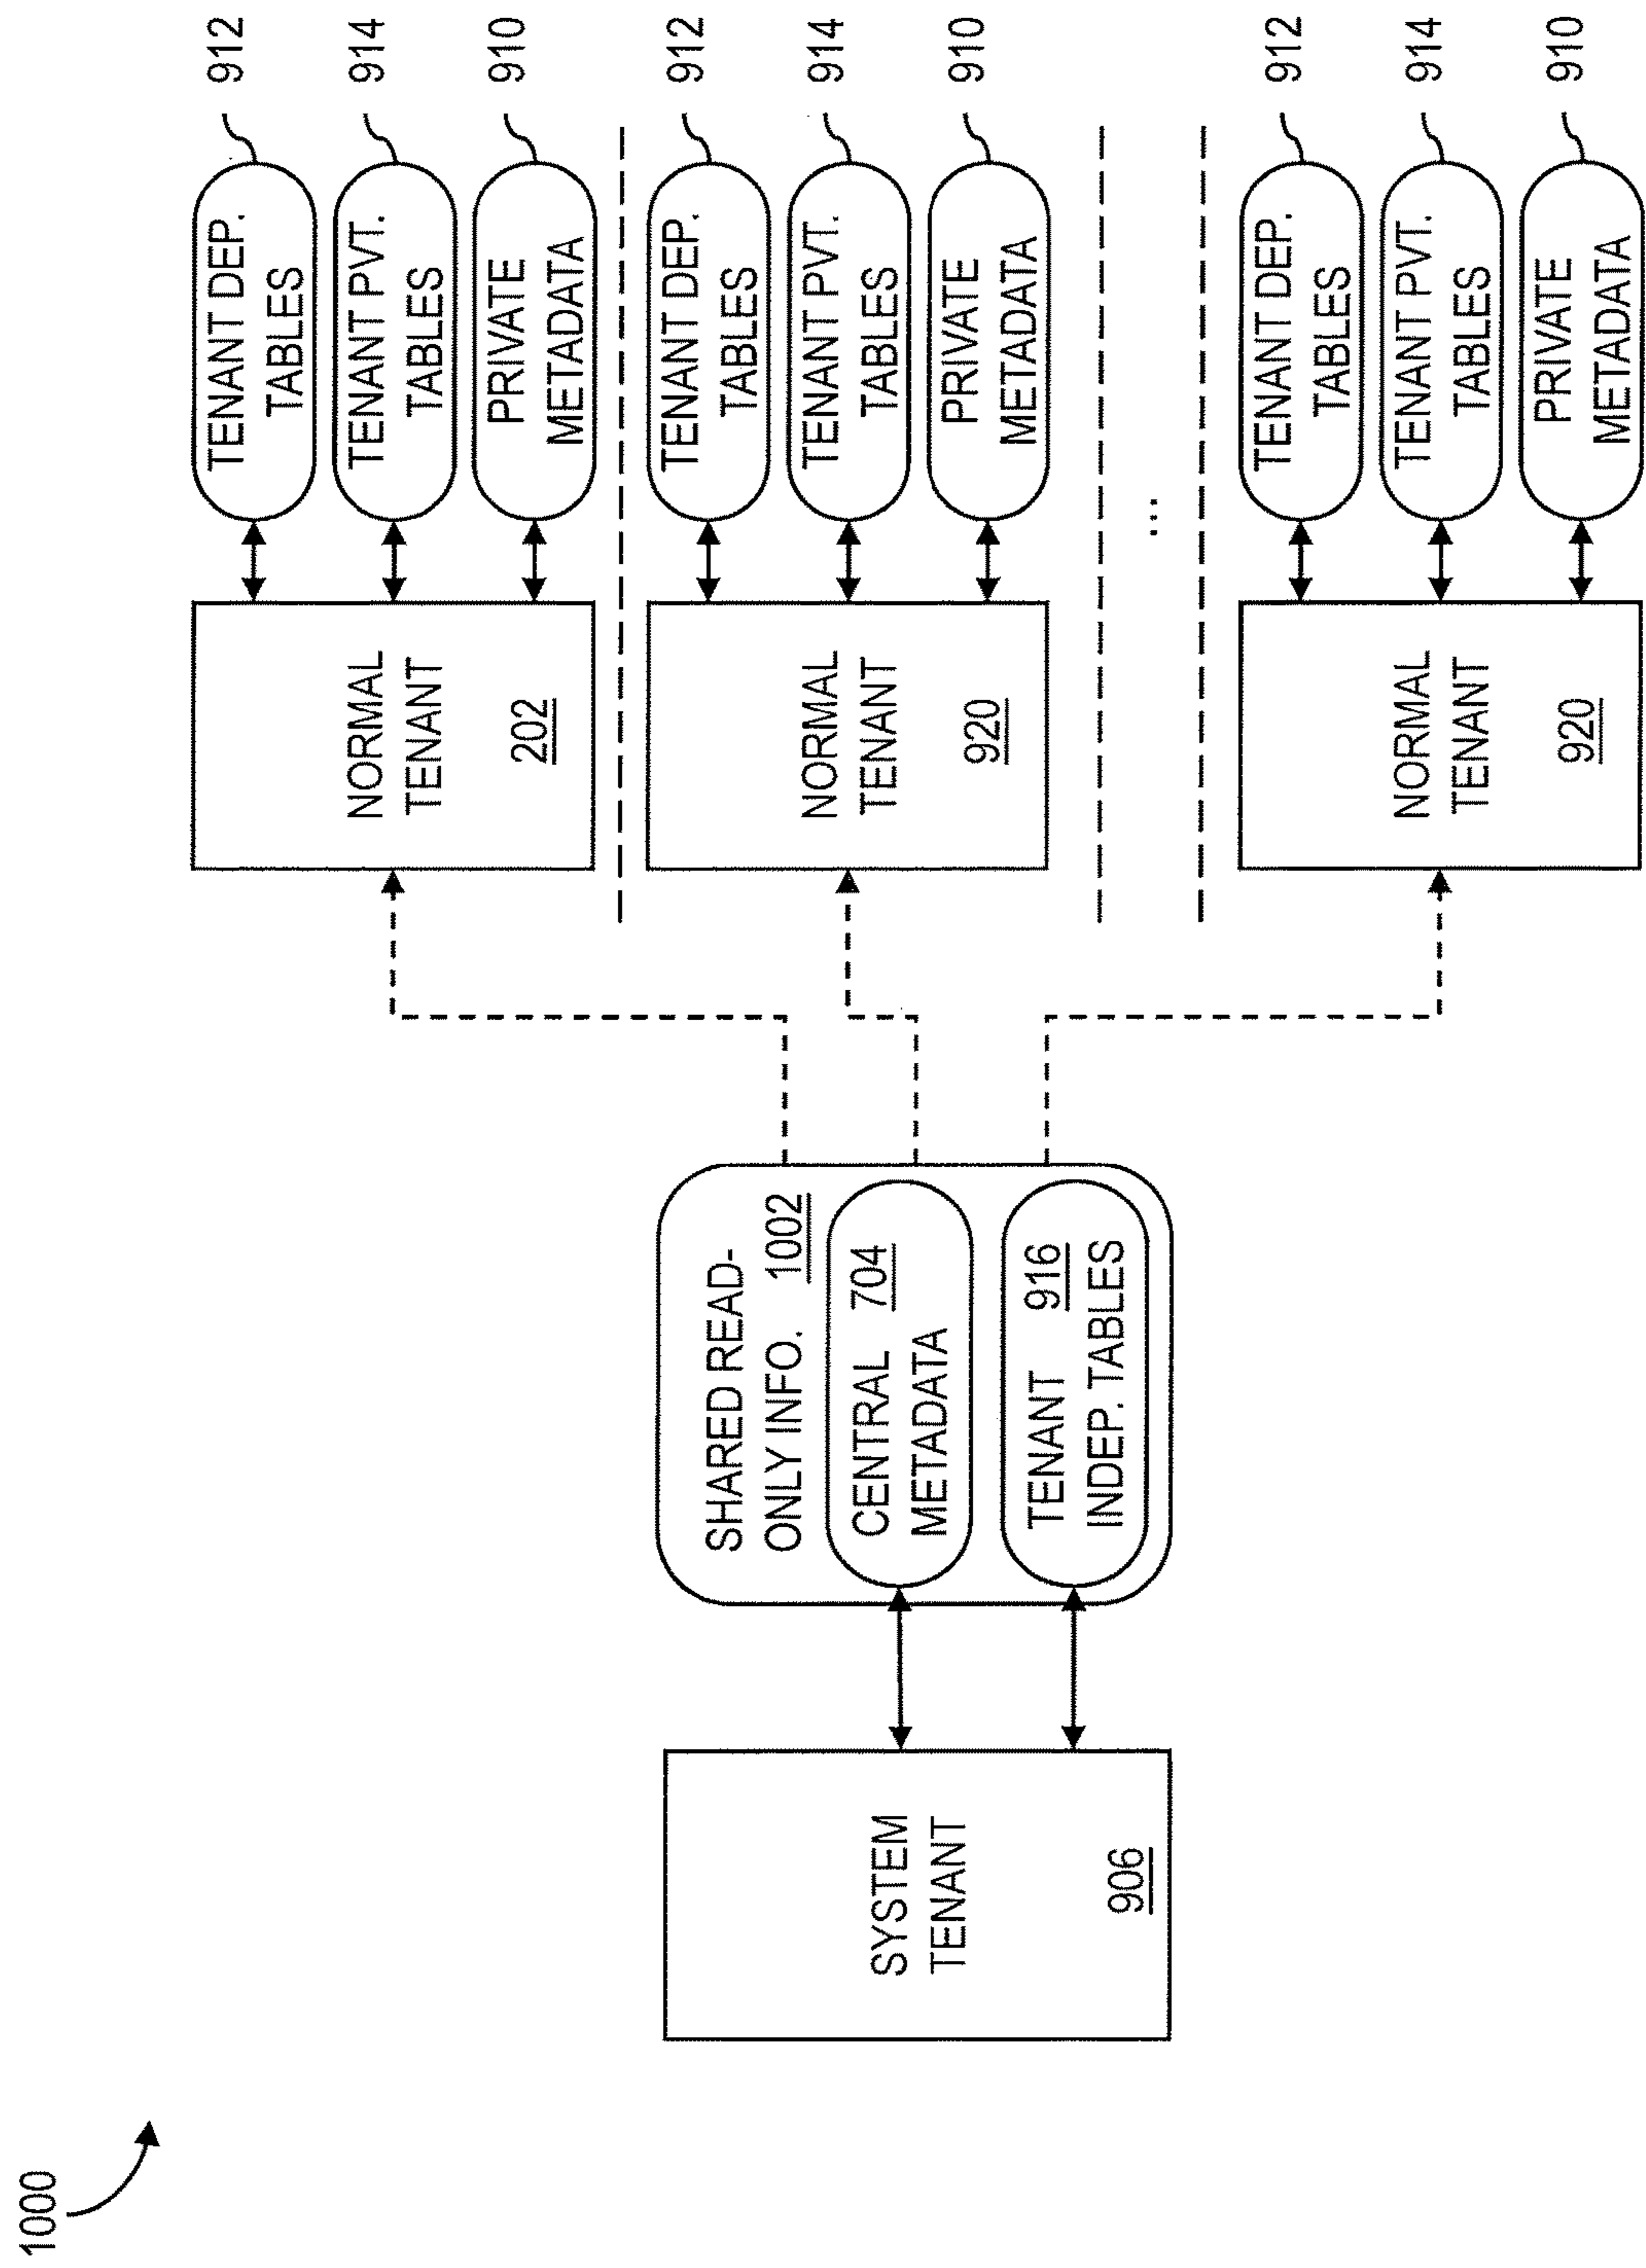 1000
SYSTEM
TENANT
906
SHARED READ-
ONLY INFO. 1002
CENTRAL 704
METADATA
TENANT 916
INDEP. TABLES
NORMAL
TENANT
202
TENANT DEP.
TABLES
912
TENANT PVT.
TABLES
914
PRIVATE
METADATA
910
NORMAL
TENANT
920
TENANT DEP.
TABLES
912
TENANT PVT.
TABLES
914
PRIVATE
METADATA
910
...
NORMAL
TENANT
920
TENANT DEP.
TABLES
912
TENANT PVT.
TABLES
914
PRIVATE
METADATA
910